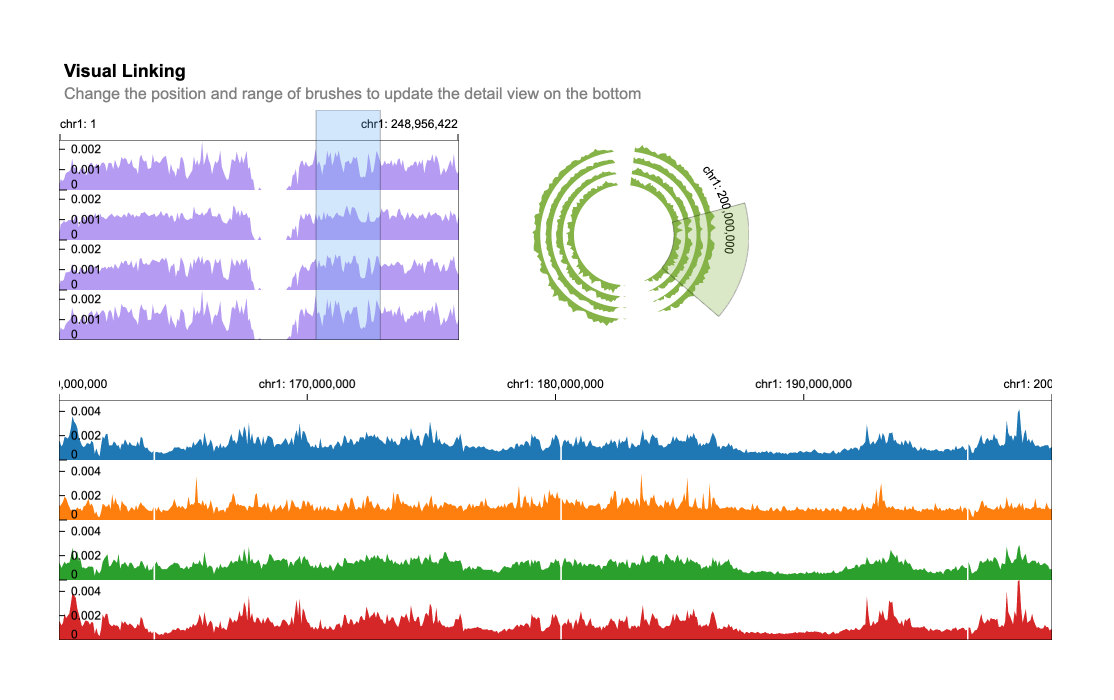 Visual Linking
Change the position and range of brushes to update the detail view on the bottom
chr1: 1
chr1: 248,956,422
0.002
0.001
0
0.002
0.001
0
0.002
0.001
0
0.002
0.001
0
chr1: 200,000,000
,000,000
chr1: 170,000,000
chr1: 180,000,000
chr1: 190,000,000
chr1: 200
0.004
0.002
0
0.004
0.002
0
0.004
0.002
0
0.004
0.002
0